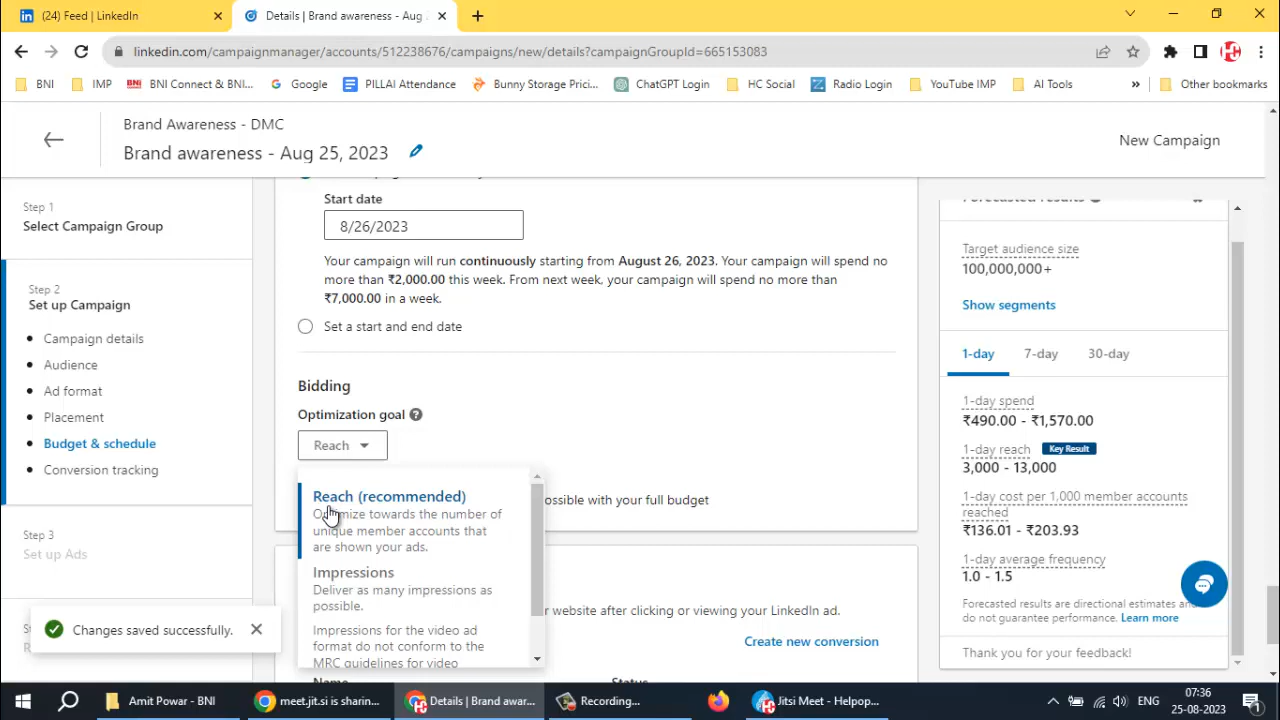 (24) Feed | LinkedIn
Details | Brand awareness - Aug
linkedin.com/campaignmanager/accounts/512238676/campaigns/new/details?campaignGroupId=665153083
BNI
IMP
BNI Connect & BNI...
Google
PILLAI Attendance
Bunny Storage Prici...
ChatGPT Login
HC Social
Radio Login
YouTube IMP
AI Tools
»
Other bookmarks
Brand Awareness - DMC
Brand awareness - Aug 25, 2023
New Campaign
Step 1
Select Campaign Group
Step 2
Set up Campaign
Campaign details
Audience
Ad format
Placement
Budget & schedule
Conversion tracking
Step 3
Set up Ads
Changes saved successfully.
Start date
8/26/2023
Your campaign will run continuously starting from August 26, 2023. Your campaign will spend no
more than ₹2,000.00 this week. From next week, your campaign will spend no more than
₹7,000.00 in a week.
Set a start and end date
Bidding
Optimization goal
Reach
Reach (recommended)
Optimize towards the number of
unique member accounts that
are shown your ads.
Impressions
Deliver as many impressions as
possible.
Impressions for the video ad
format do not conform to the
MRC guidelines for video
ossible with your full budget
r website after clicking or viewing your LinkedIn ad.
Create new conversion
Name
Status
Forecasted results
Target audience size
100,000,000+
Show segments
1-day
7-day
30-day
1-day spend
₹490.00 - ₹1,570.00
1-day reach
Key Result
3,000 - 13,000
1-day cost per 1,000 member accounts
reached
₹136.01 - ₹203.93
1-day average frequency
1.0 - 1.5
Forecasted results are directional estimates and
do not guarantee performance. Learn more
Thank you for your feedback!
Amit Powar - BNI
meet.jit.si is sharin...
Details | Brand awar...
Recording...
Jitsi Meet - Helpop...
ENG
07:36
25-08-2023
1